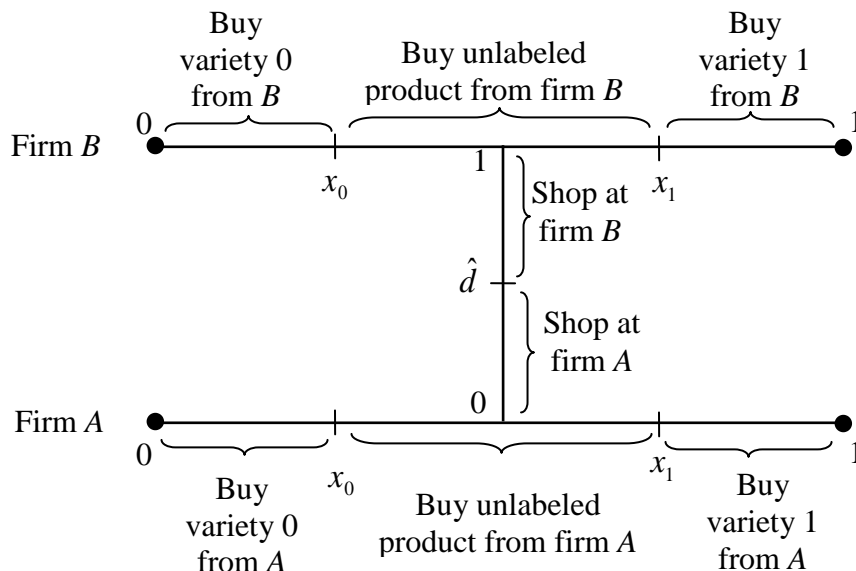 Buy
variety 0
from B
Buy unlabeled
product from firm B
Buy
variety 1
from B
0
1
Firm B
x₀
1
x₁
Shop at
firm B
d̂
Shop at
firm A
0
Firm A
0
1
x₀
x₁
Buy
variety 0
from A
Buy unlabeled
product from firm A
Buy
variety 1
from A